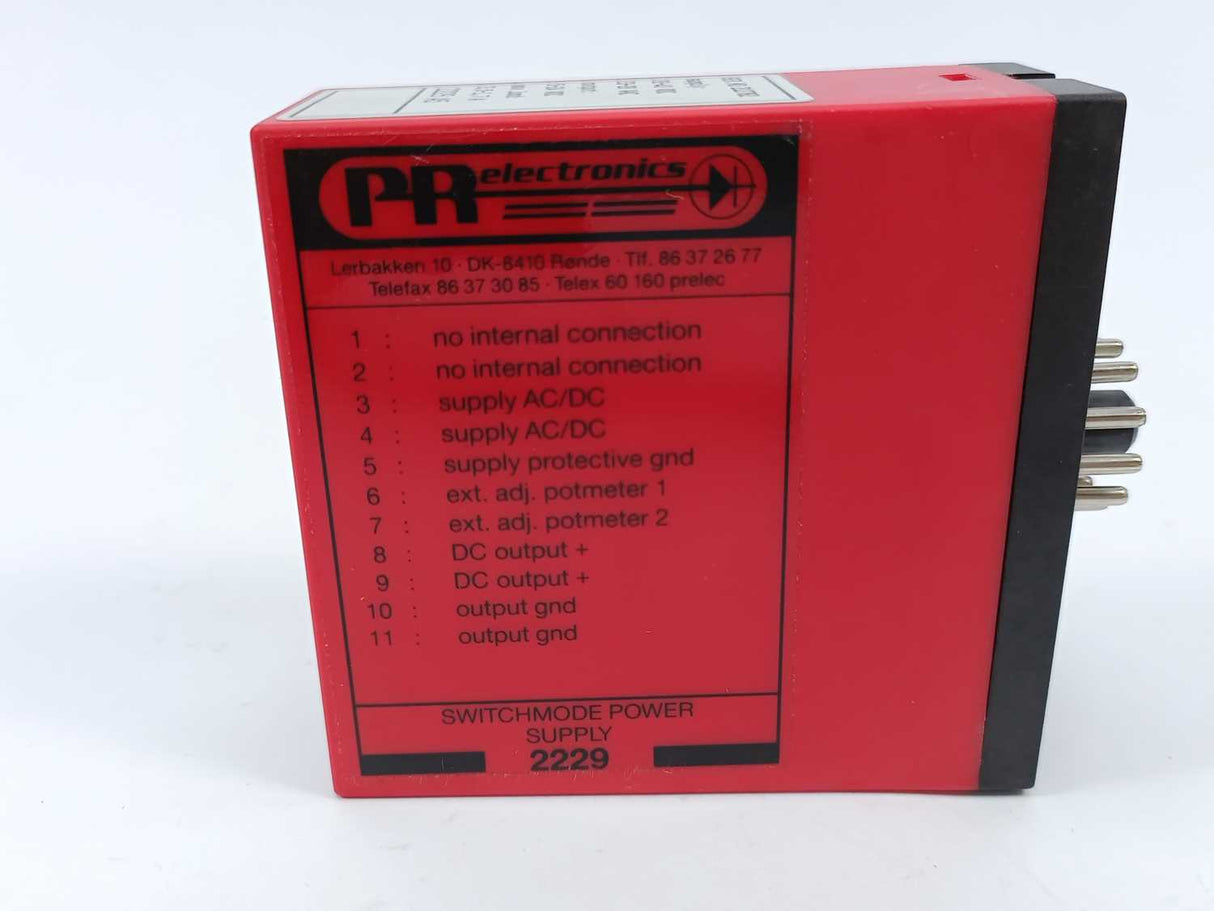 PR electronics
Lerbakken 10 · DK-8410 Rønde · Tlf. 86 37 26 77
Telefax 86 37 30 85 · Telex 60 160 prelec
1 : no internal connection
2 : no internal connection
3 : supply AC/DC
4 : supply AC/DC
5 : supply protective gnd
6 : ext. adj. potmeter 1
7 : ext. adj. potmeter 2
8 : DC output +
9 : DC output +
10 : output gnd
11 : output gnd
SWITCHMODE POWER
SUPPLY
2229